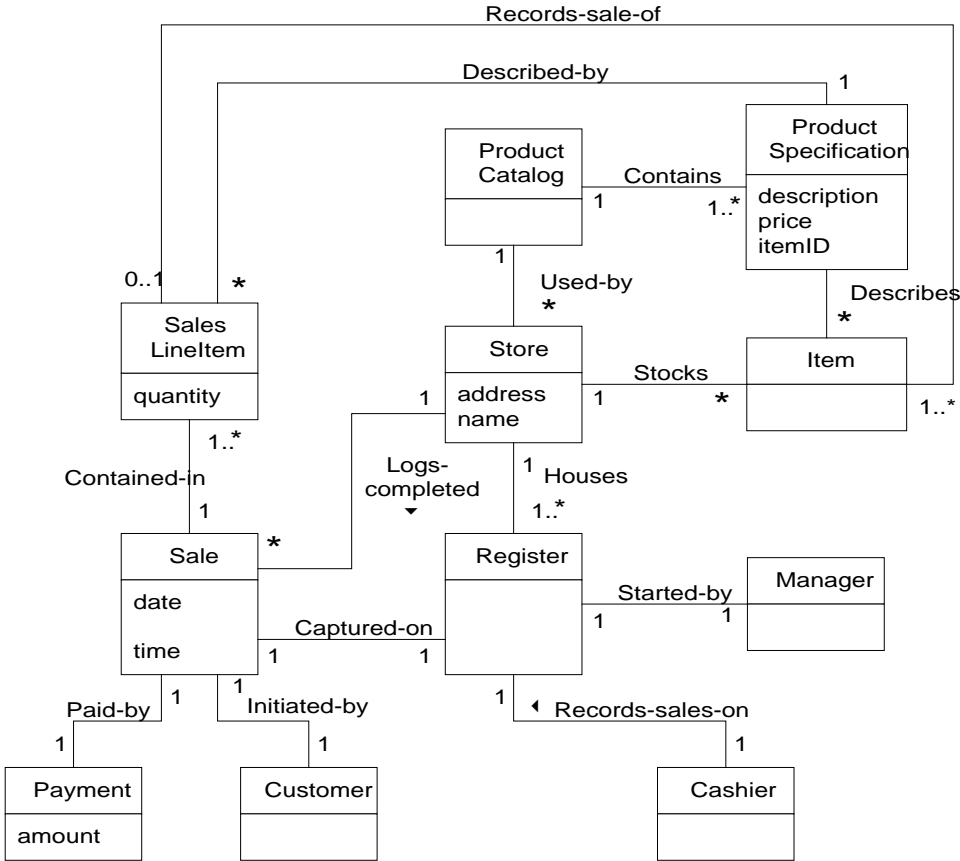 Records-sale-of
Described-by
1
Product
Specification
Product
Catalog
Contains
1
1..*
description
price
itemID
1
0..1
*
Used-by
*
Describes
*
Sales
LineItem
Store
Item
Stocks
quantity
1
address
name
1
*
1..*
1..*
Logs-
completed
1
Houses
Contained-in
1
1..*
Sale
*
Register
Manager
date
Started-by
1
1
time
Captured-on
1
1
1
1
1
Paid-by
Initiated-by
Records-sales-on
1
1
1
Payment
Customer
Cashier
amount